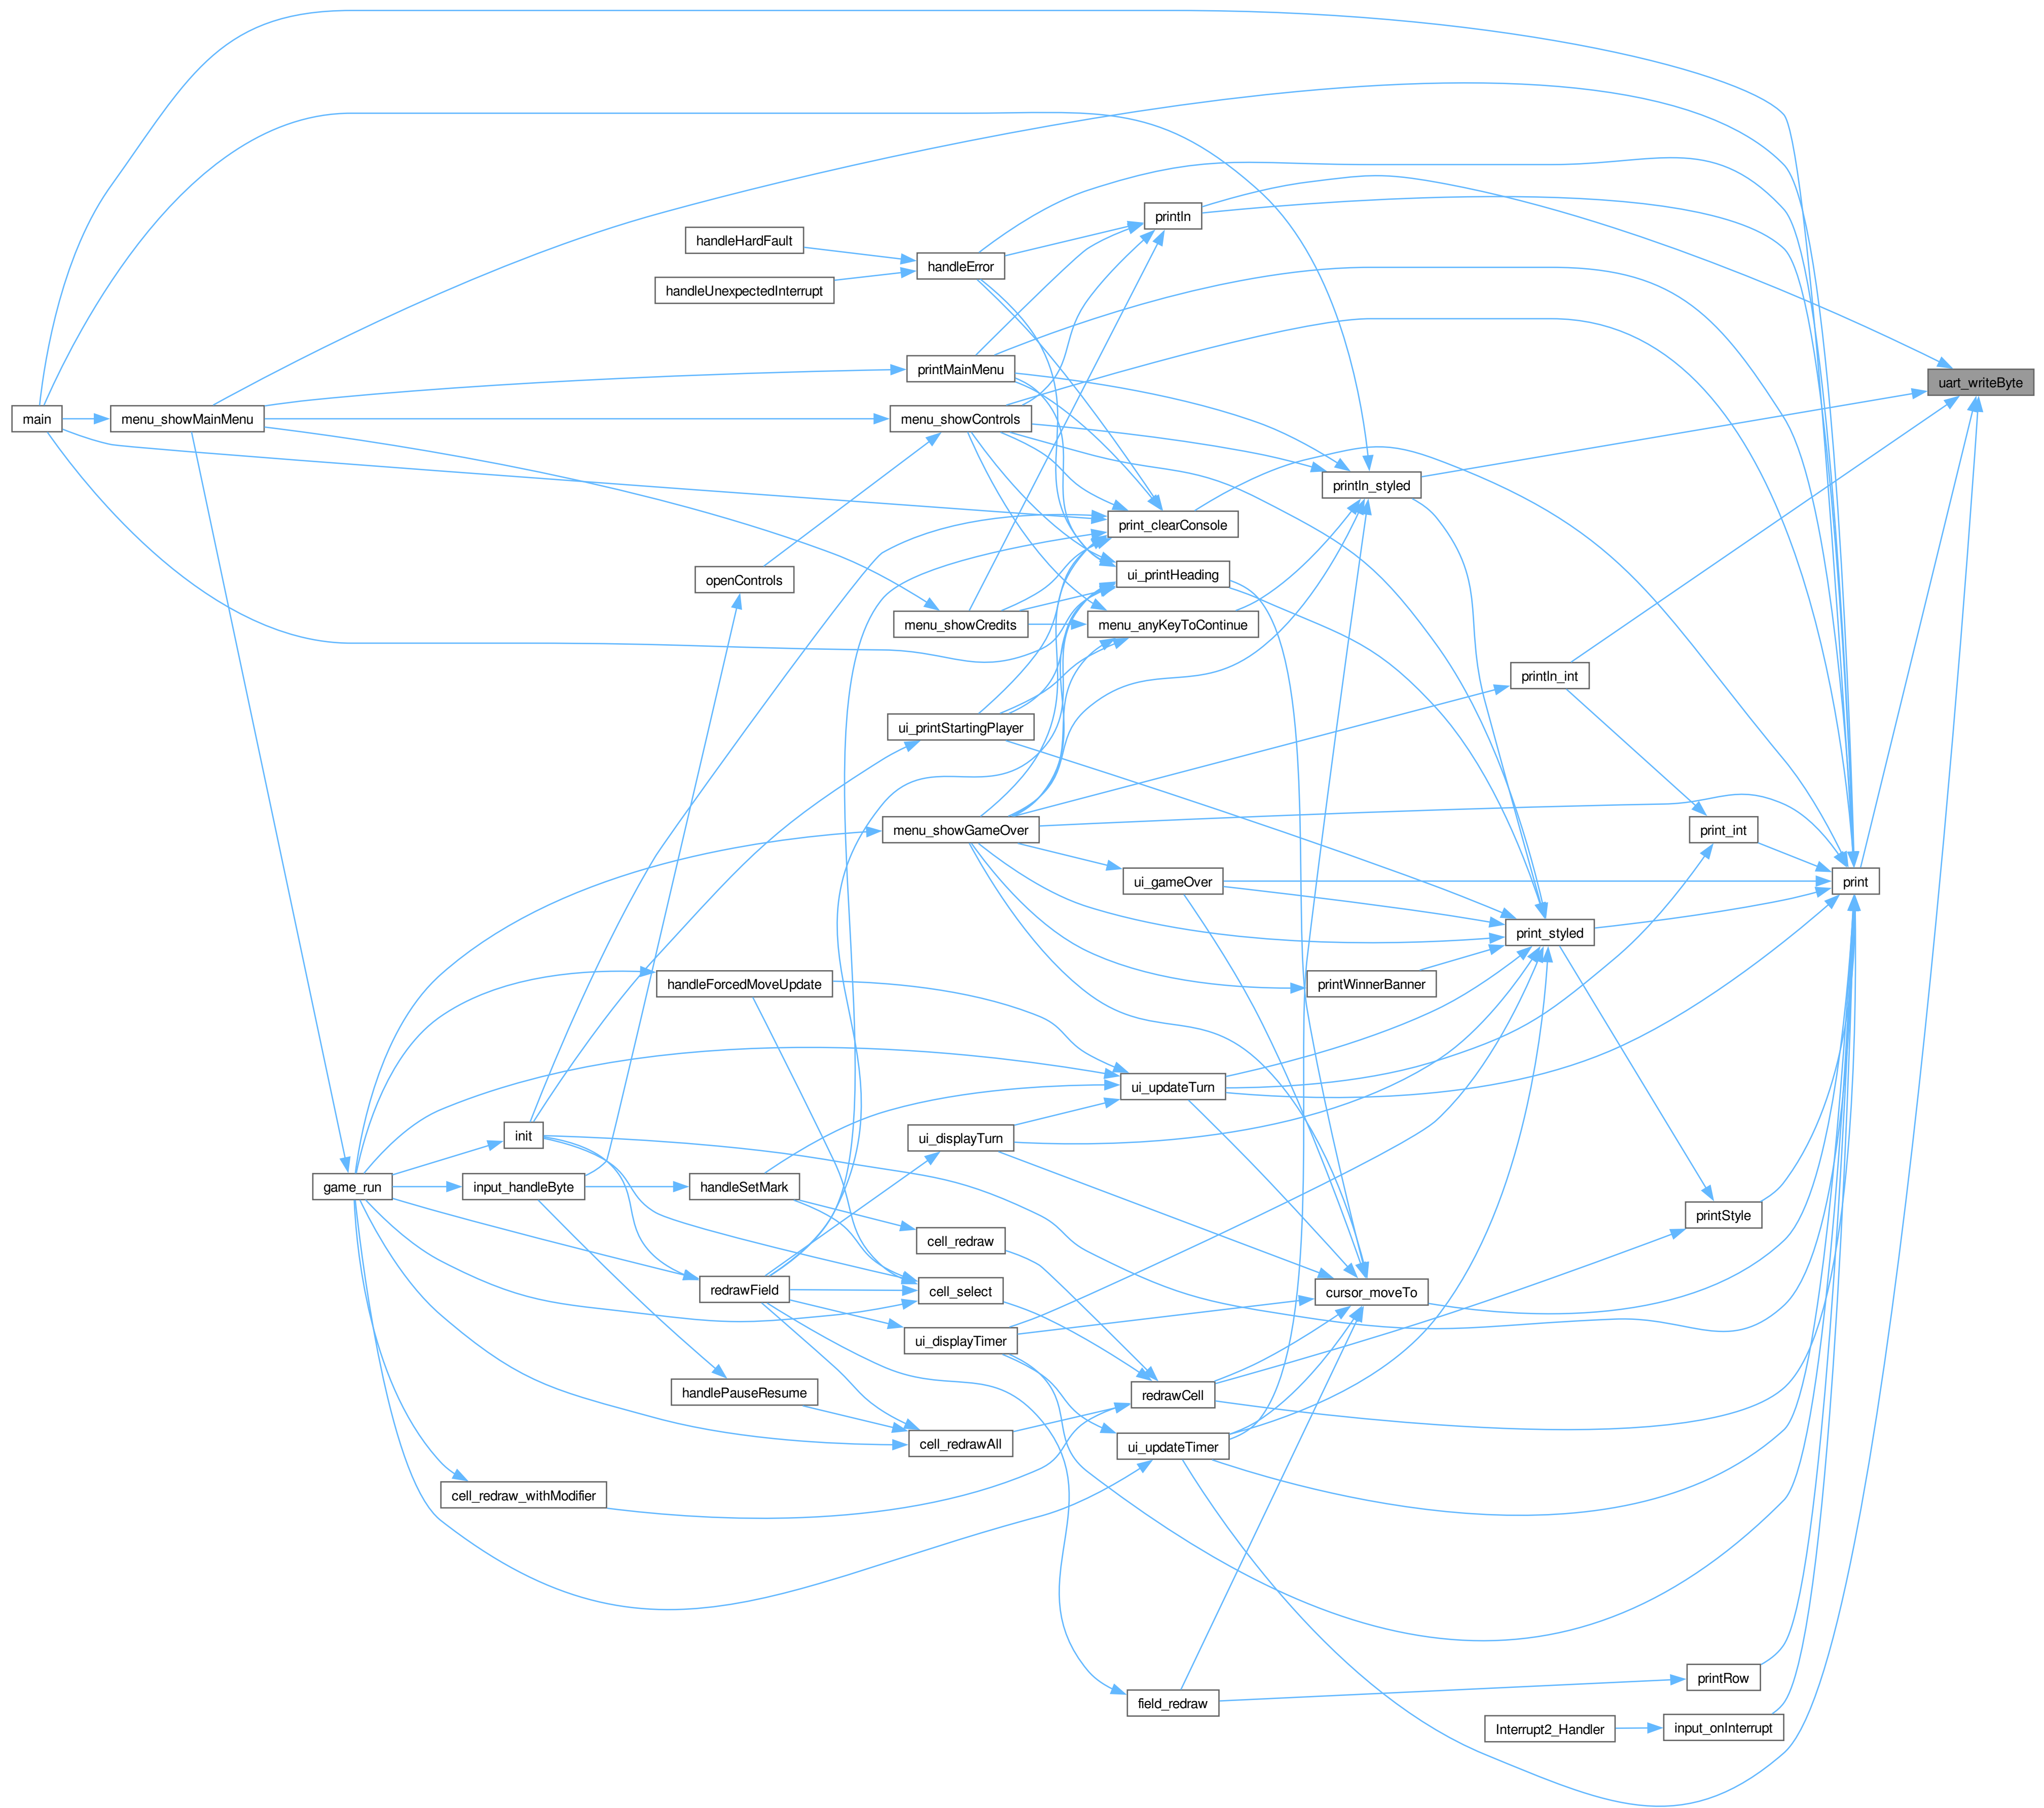 println
handleHardFault
handleError
handleUnexpectedInterrupt
printMainMenu
uart_writeByte
main
menu_showMainMenu
menu_showControls
println_styled
print_clearConsole
openControls
ui_printHeading
menu_showCredits
menu_anyKeyToContinue
println_int
ui_printStartingPlayer
menu_showGameOver
print_int
ui_gameOver
print
print_styled
handleForcedMoveUpdate
printWinnerBanner
ui_updateTurn
init
ui_displayTurn
game_run
input_handleByte
handleSetMark
printStyle
cell_redraw
redrawField
cell_select
cursor_moveTo
ui_displayTimer
handlePauseResume
redrawCell
cell_redrawAll
ui_updateTimer
cell_redraw_withModifier
printRow
field_redraw
Interrupt2_Handler
input_onInterrupt